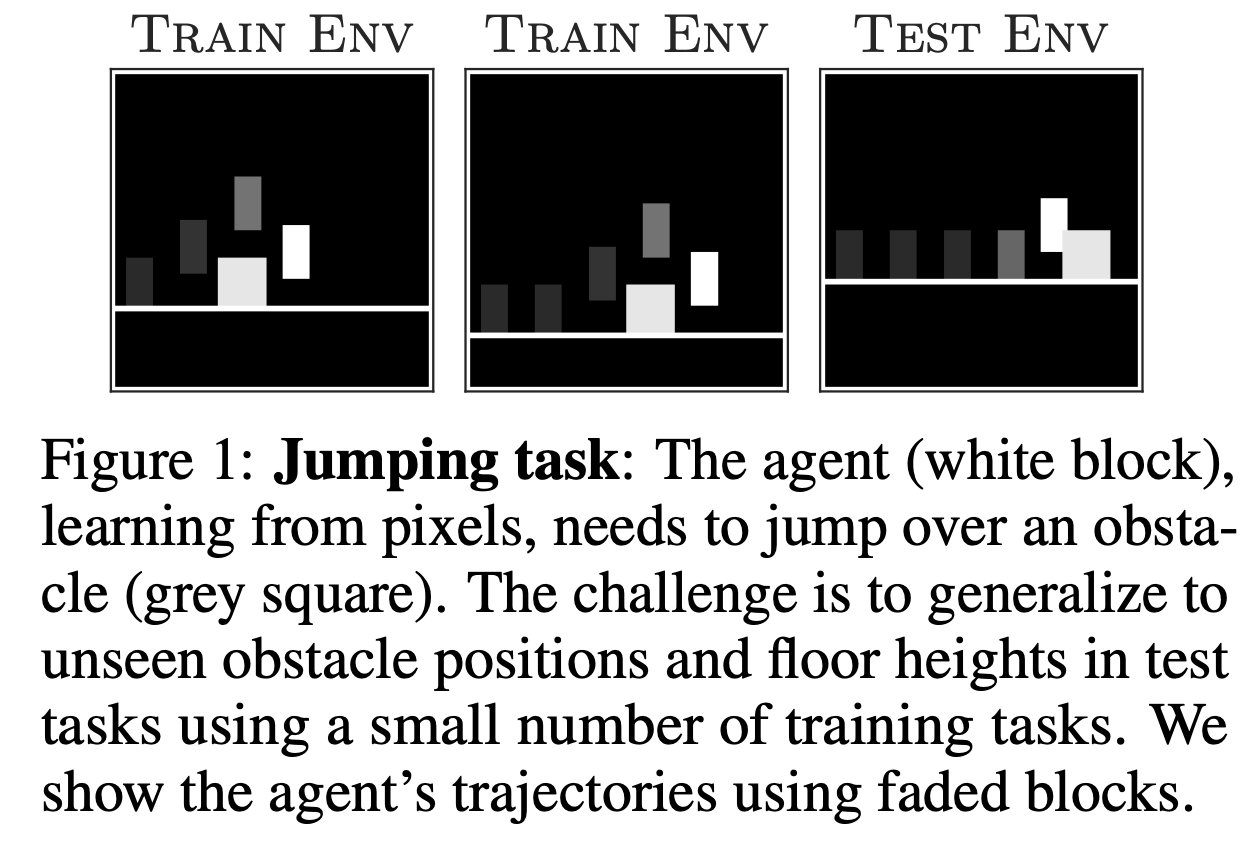 TRAIN ENV TRAIN ENV TEST ENV
Figure 1: Jumping task: The agent (white block),
learning from pixels, needs to jump over an obsta-
cle (grey square). The challenge is to generalize to
unseen obstacle positions and floor heights in test
tasks using a small number of training tasks. We
show the agent’s trajectories using faded blocks.